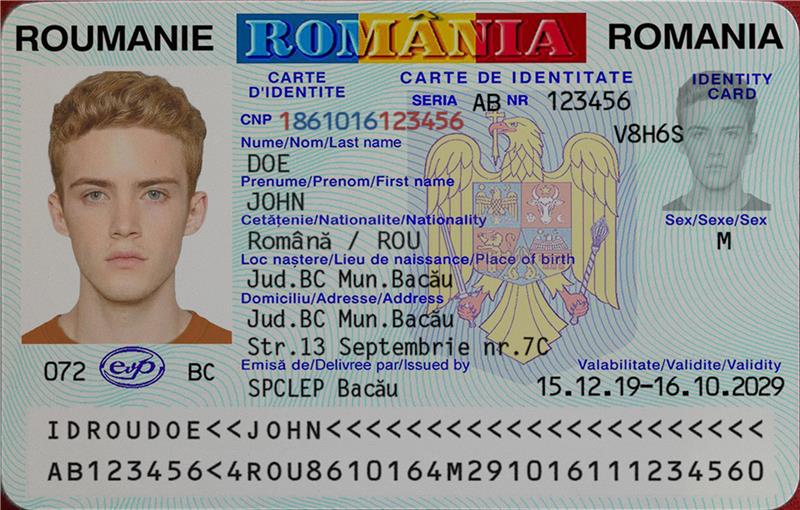 ROUMANIE ROMÂNIA ROMANIA
CARTE D'IDENTITE
CARTE DE IDENTITATE
IDENTITY CARD
SERIA AB NR 123456
CNP 1861016123456
V8H6S
Nume/Nom/Last name
DOE
Prenume/Prenom/First name
JOHN
Cetăţenie/Nationalite/Nationality
Sex/Sexe/Sex
Română / ROU
M
Loc naştere/Lieu de naissance/Place of birth
Jud.BC Mun.Bacău
Domiciliu/Adresse/Address
Jud.BC Mun.Bacău
Str.13 Septembrie nr.7C
Emisă de/Delivree par/Issued by
Valabilitate/Validite/Validity
072 evp BC
SPCLEP Bacău
15.12.19-16.10.2029
IDROUDOE<<JOHN<<<<<<<<<<<<<<<<<<<<<<
AB123456<4ROU8610164M29101611​1234560